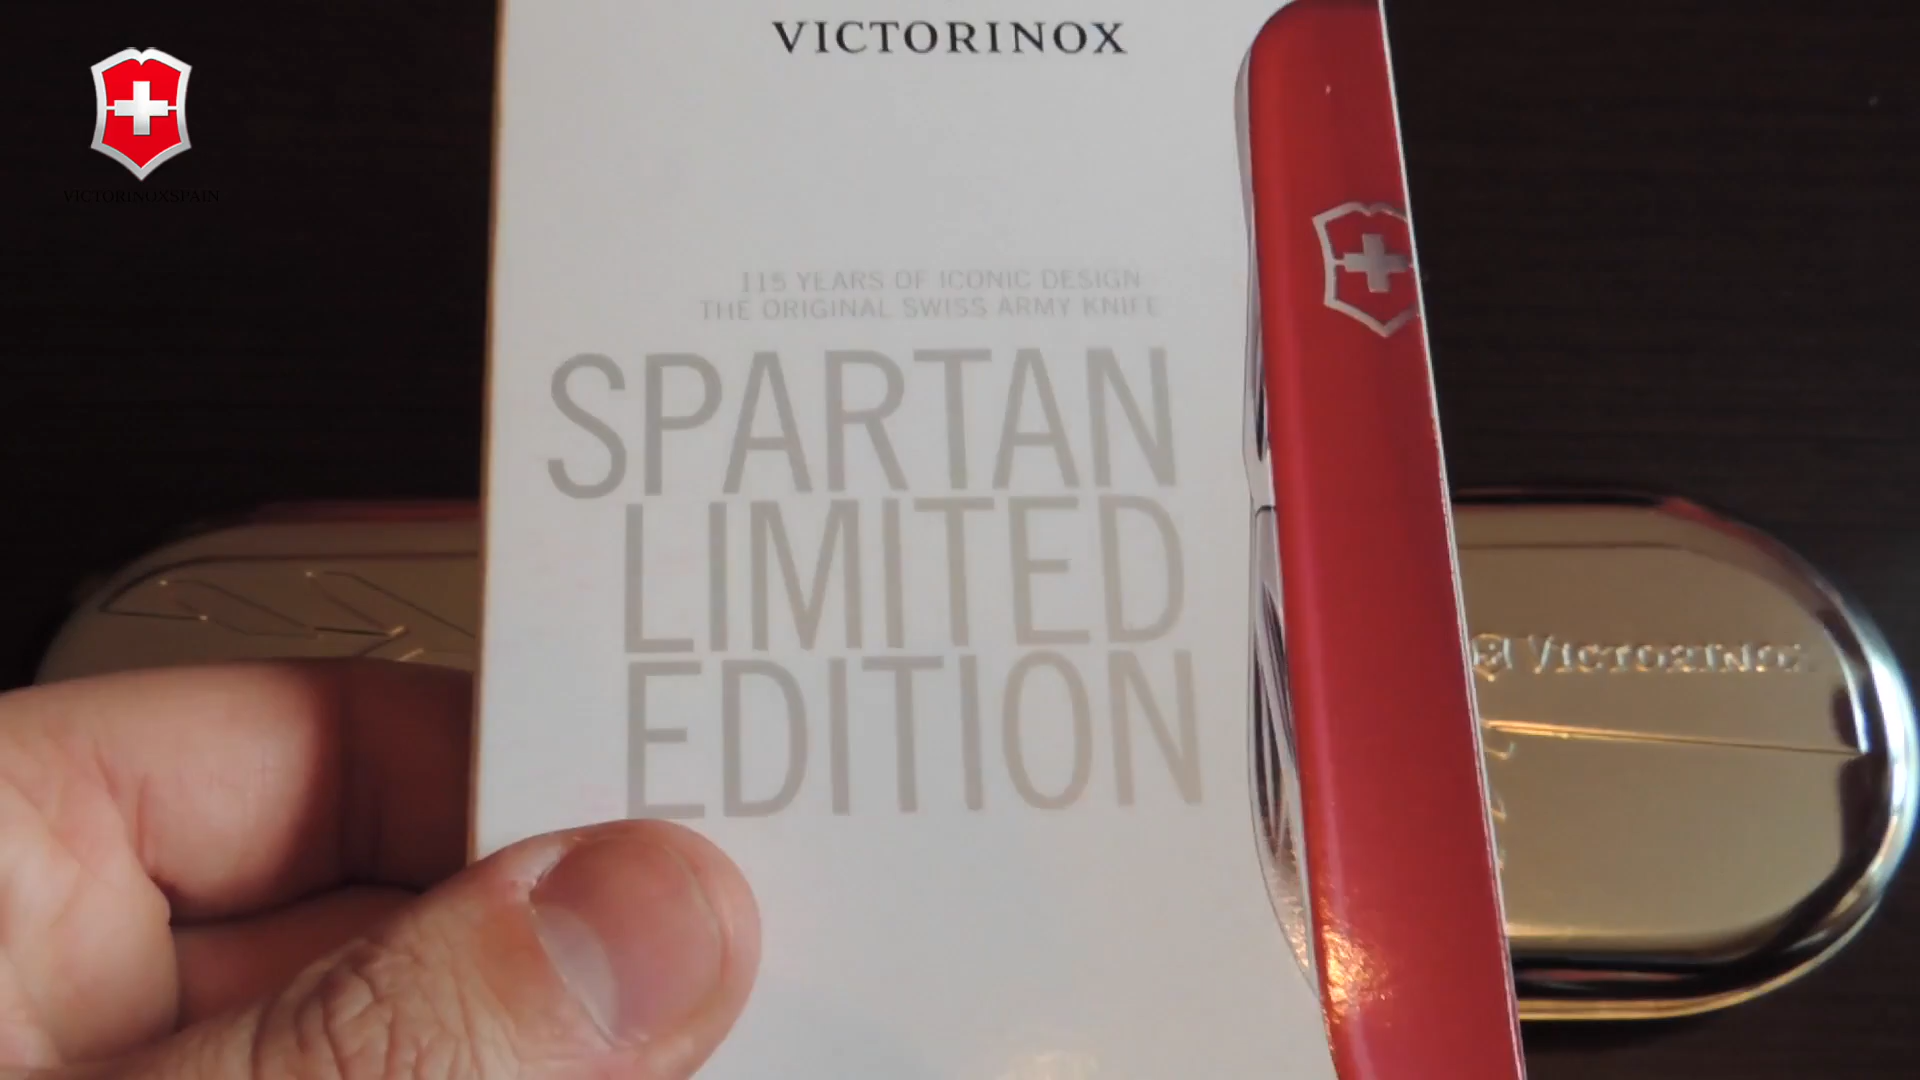 VICTORINOX
VICTORINOXSPAIN
115 YEARS OF ICONIC DESIGN
THE ORIGINAL SWISS ARMY KNIFE
SPARTAN
LIMITED
EDITION
VICTORINOX